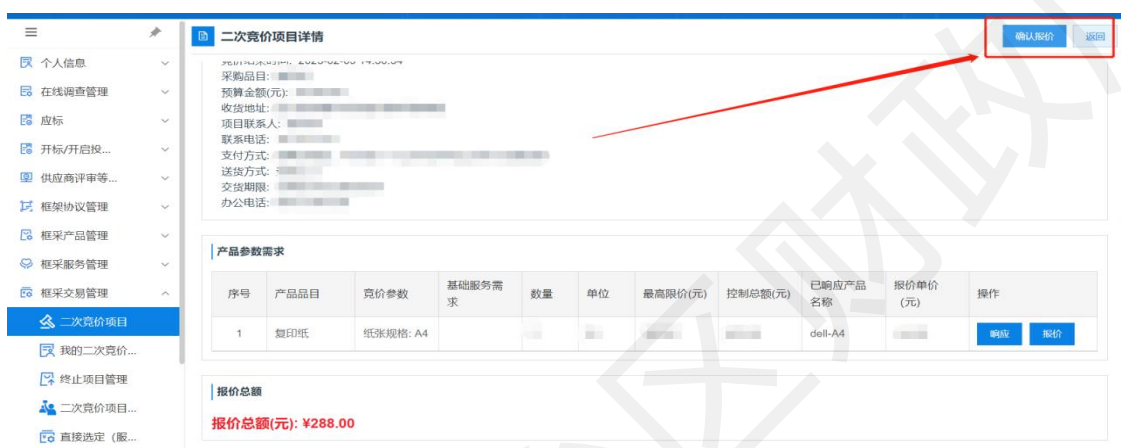 二次竞价项目详情
确认报价
返回
个人信息
在线调查管理
应标
开标/开启投...
供应商评审等...
框架协议管理
框采产品管理
框采服务管理
框采交易管理
二次竞价项目
我的二次竞价...
终止项目管理
二次竞价项目...
直接选定（服...
采购品目:
预算金额(元):
收货地址:
项目联系人:
联系电话:
支付方式:
送货方式:
交货期限:
办公电话:
产品参数需求
序号 产品品目 竞价参数 基础服务需求 数量 单位 最高限价(元) 控制总额(元) 已响应产品名称 报价单价(元) 操作
1 复印纸 纸张规格: A4 dell-A4 响应 报价
报价总额
报价总额(元): ¥288.00
区财政